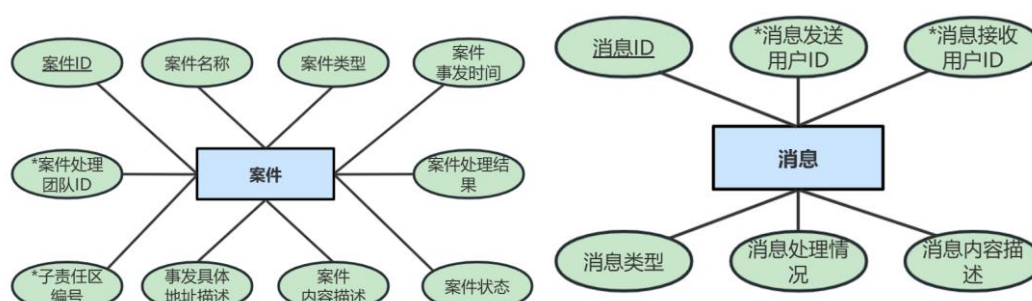 案件ID
案件名称
案件类型
案件
事发时间
*案件处理
团队ID
案件
案件处理结
果
*子责任区
编号
事发具体
地址描述
案件
内容描述
案件状态
消息ID
*消息发送
用户ID
*消息接收
用户ID
消息
消息类型
消息处理情
况
消息内容描
述